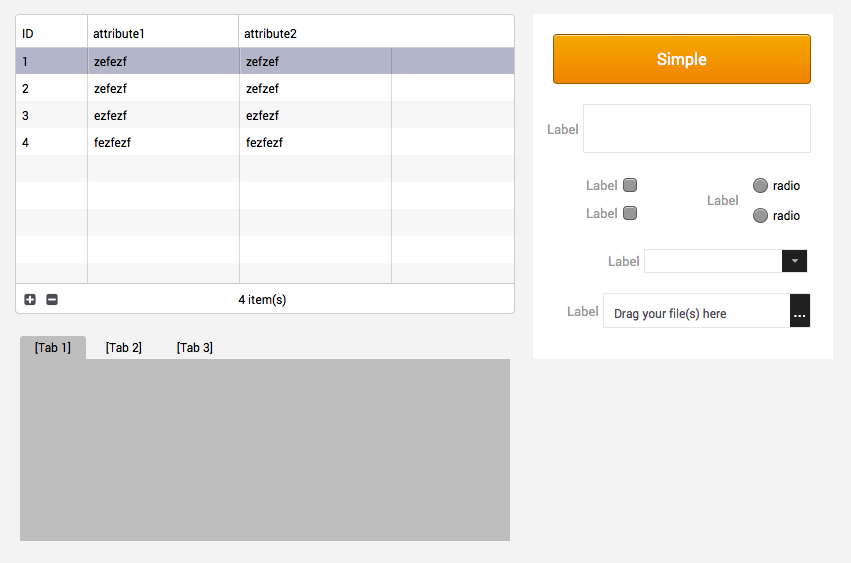 ID attribute1 attribute2
1 zefezf zefzef
2 zefezf zefzef
3 ezfezf ezfezf
4 fezfezf fezfezf
4 item(s)
[Tab 1] [Tab 2] [Tab 3]
Simple
Label
Label
Label
Label
radio
radio
Label
Label Drag your file(s) here ...